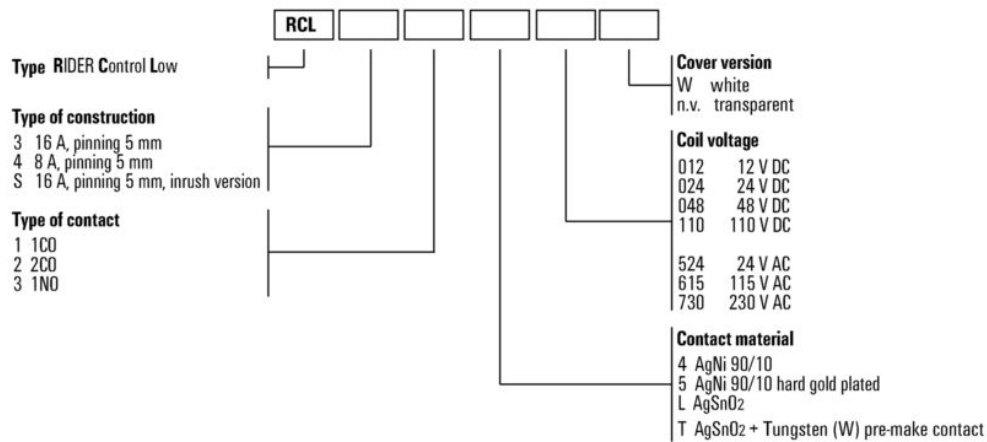 RCL
Type RIDER Control Low
Type of construction
3 16 A, pinning 5 mm
4 8 A, pinning 5 mm
S 16 A, pinning 5 mm, inrush version
Type of contact
1 1CO
2 2CO
3 1NO
Cover version
W white
n.v. transparent
Coil voltage
012 12 V DC
024 24 V DC
048 48 V DC
110 110 V DC
524 24 V AC
615 115 V AC
730 230 V AC
Contact material
4 AgNi 90/10
5 AgNi 90/10 hard gold plated
L AgSnO2
T AgSnO2 + Tungsten (W) pre-make contact